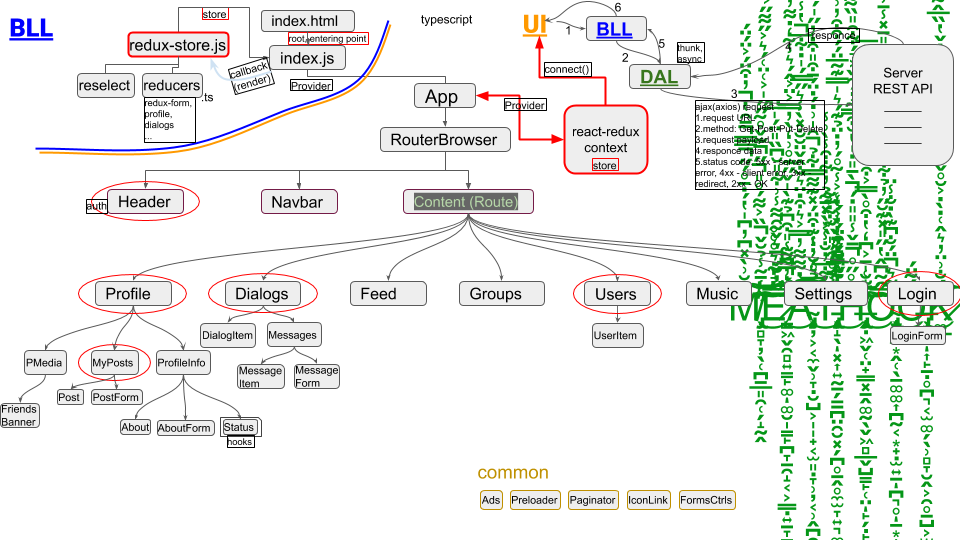 BLL
store
index.html
typescript
UI
6
1
BLL
5
2
thunk,
async
DAL
3
4
Responce,
redux-store.js
root, entering point
index.js
callback
(render)
reselect
reducers
.ts
redux-form,
profile,
dialogs
...
Provider
connect()
App
Provider
react-redux
context
store
RouterBrowser
Server
REST API
ajax(axios) request
1.request URL
2.method: Get-Post-Put-Delete
3.request payload
4.responce data
5.status code, 5xx - server
error, 4xx - client error, 3xx -
redirect, 2xx - OK
auth
Header
Navbar
Content (Route)
Profile
Dialogs
Feed
Groups
Users
Music
Settings
Login
DialogItem
Messages
UserItem
LoginForm
PMedia
MyPosts
ProfileInfo
Message
Item
Message
Form
Friends
Banner
Post
PostForm
About
AboutForm
Status
hooks
common
Ads
Preloader
Paginator
IconLink
FormsCtrls